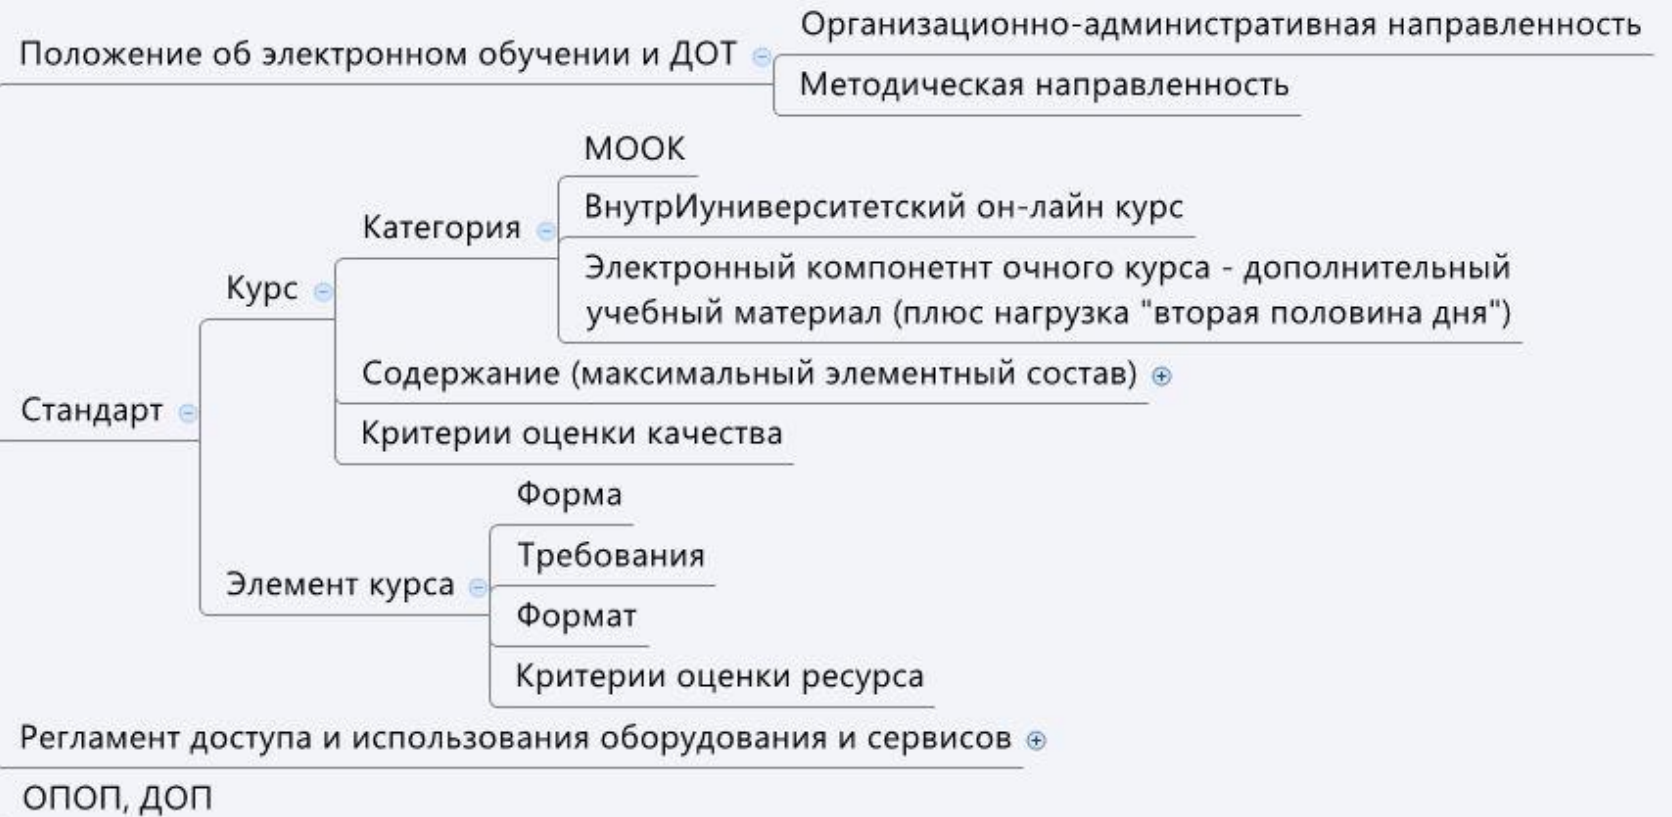 Организационно-административная направленность
Положение об электронном обучении и ДОТ
Методическая направленность
МООК
ВнутрИуниверситетский он-лайн курс
Категория
Электронный компонетнт очного курса - дополнительный
учебный материал (плюс нагрузка "вторая половина дня")
Курс
Содержание (максимальный элементный состав)
Стандарт
Критерии оценки качества
Форма
Требования
Элемент курса
Формат
Критерии оценки ресурса
Регламент доступа и использования оборудования и сервисов
ОПОП, ДОП